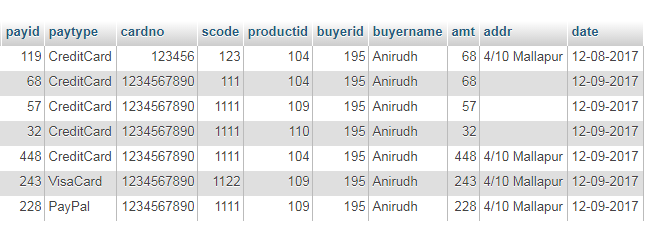 payid paytype cardno scode productid buyerid buyername amt addr date
119 CreditCard 123456 123 104 195 Anirudh 68 4/10 Mallapur 12-08-2017
68 CreditCard 1234567890 111 104 195 Anirudh 68 12-09-2017
57 CreditCard 1234567890 1111 109 195 Anirudh 57 12-09-2017
32 CreditCard 1234567890 1111 110 195 Anirudh 32 12-09-2017
448 CreditCard 1234567890 1111 104 195 Anirudh 448 4/10 Mallapur 12-09-2017
243 VisaCard 1234567890 1122 109 195 Anirudh 243 4/10 Mallapur 12-09-2017
228 PayPal 1234567890 1111 109 195 Anirudh 228 4/10 Mallapur 12-09-2017